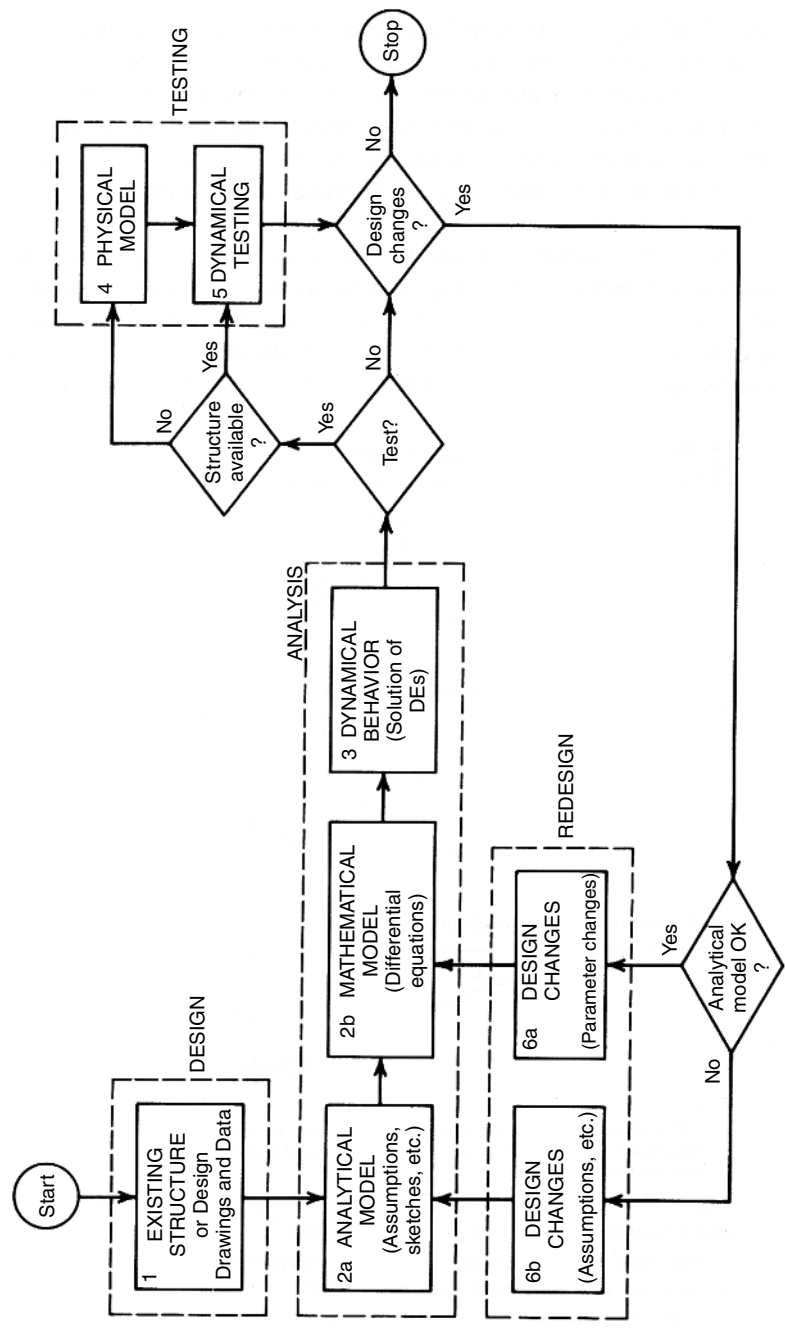 Start
DESIGN
1 EXISTING
STRUCTURE
or Design
Drawings and Data
ANALYSIS
2a ANALYTICAL
MODEL
(Assumptions,
sketches, etc.)
2b MATHEMATICAL
MODEL
(Differential
equations)
3 DYNAMICAL
BEHAVIOR
(Solution of
DEs)
Test?
Yes
No
Structure
available
?
No
Yes
TESTING
4 PHYSICAL
MODEL
5 DYNAMICAL
TESTING
Design
changes
?
No
Stop
Yes
Analytical
model OK
?
Yes
No
REDESIGN
6a DESIGN
CHANGES
(Parameter changes)
6b DESIGN
CHANGES
(Assumptions, etc.)